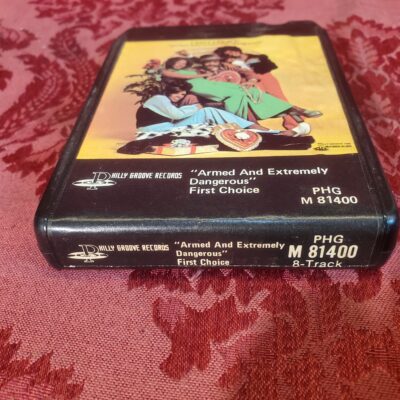 PHILLY GROOVE RECORDS
"Armed And Extremely
Dangerous"
First Choice
PHG
M 81400
PHILLY GROOVE RECORDS
"Armed And Extremely
Dangerous"
First Choice
PHG
M 81400
8-Track